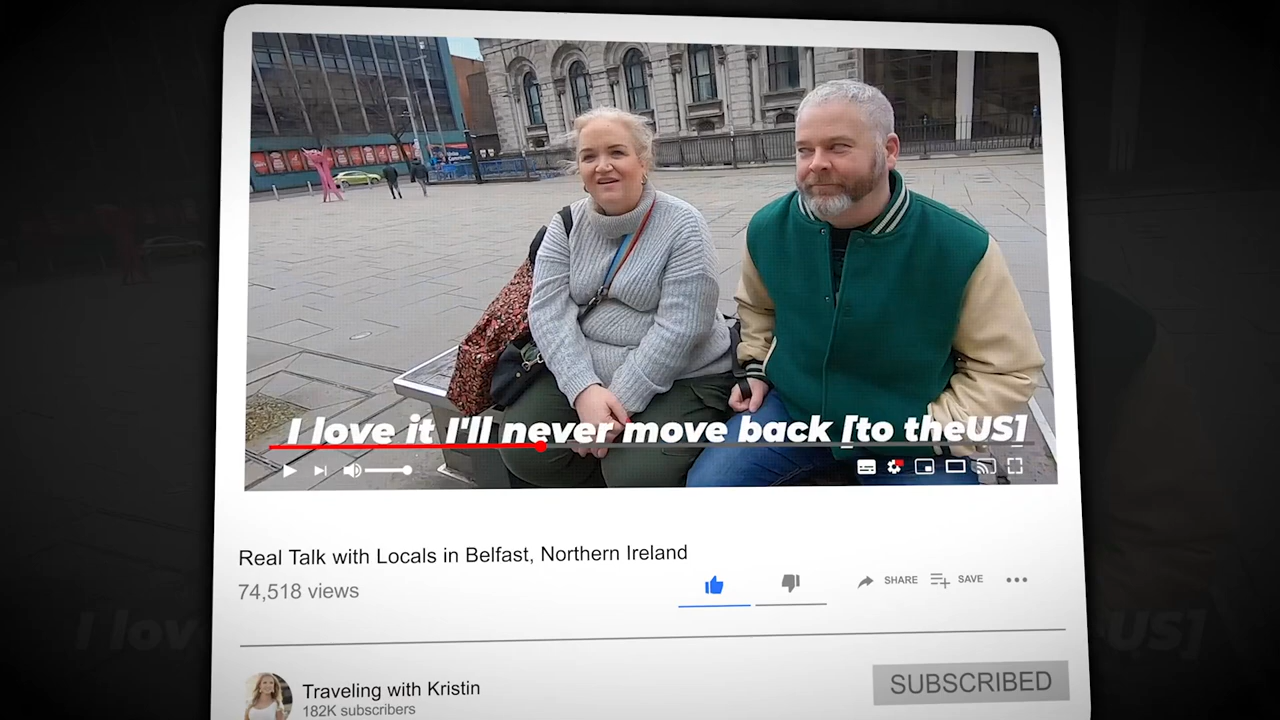 I love it I'll never move back [to theUS]
Real Talk with Locals in Belfast, Northern Ireland
74,518 views
SHARE
SAVE
Traveling with Kristin
182K subscribers
SUBSCRIBED